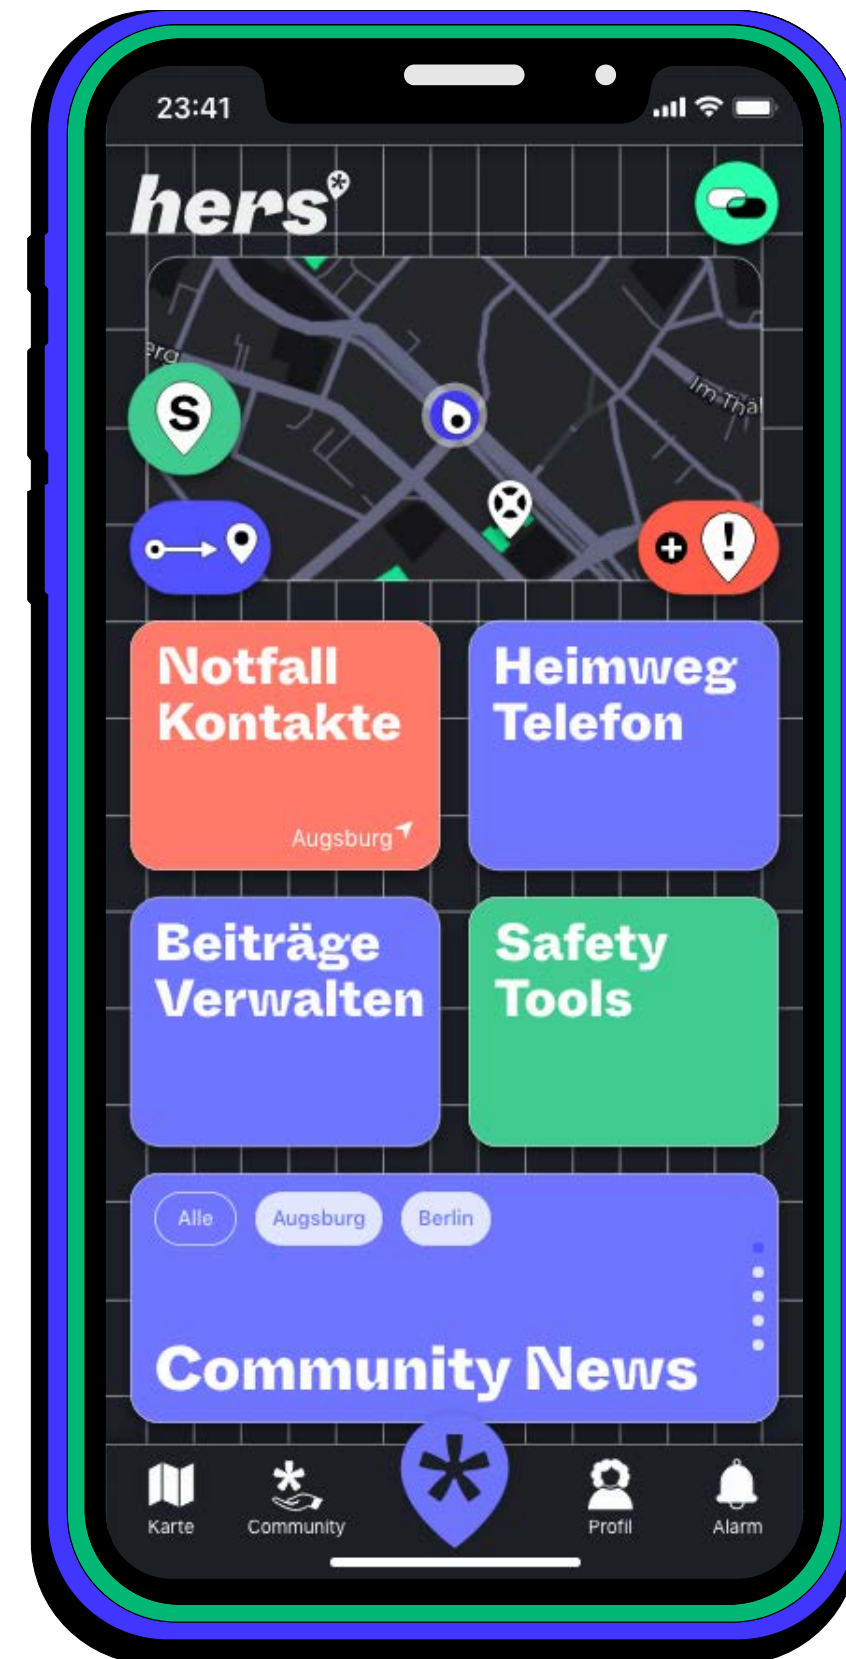 23:41
hers*
erg
S
Im Thäl
!
Notfall
Kontakte
Augsburg
Heimweg
Telefon
Beiträge
Verwalten
Safety
Tools
Alle
Augsburg
Berlin
Community News
Karte
Community
Profil
Alarm